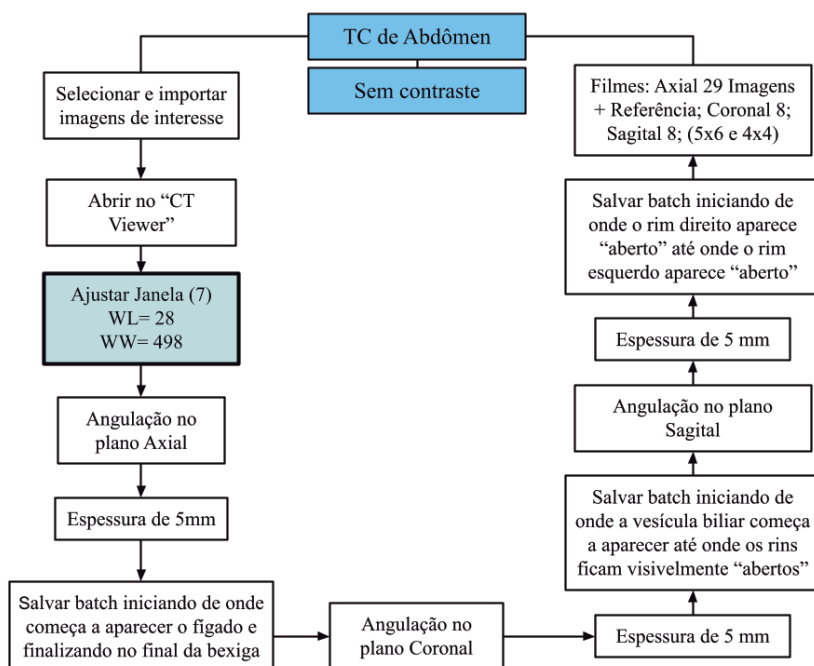 TC de Abdômen
Sem contraste
Selecionar e importar
imagens de interesse
Abrir no “CT
Viewer”
Ajustar Janela (7)
WL= 28
WW= 498
Angulação no
plano Axial
Espessura de 5mm
Salvar batch iniciando de onde
começa a aparecer o fígado e
finalizando no final da bexiga
Angulação no
plano Coronal
Espessura de 5 mm
Salvar batch iniciando de
onde a vesícula biliar começa
a aparecer até onde os rins
ficam visivelmente “abertos”
Angulação no plano
Sagital
Espessura de 5 mm
Salvar batch iniciando de
onde o rim direito aparece
“aberto” até onde o rim
esquerdo aparece “aberto”
Filmes: Axial 29 Imagens
+ Referência; Coronal 8;
Sagital 8; (5x6 e 4x4)